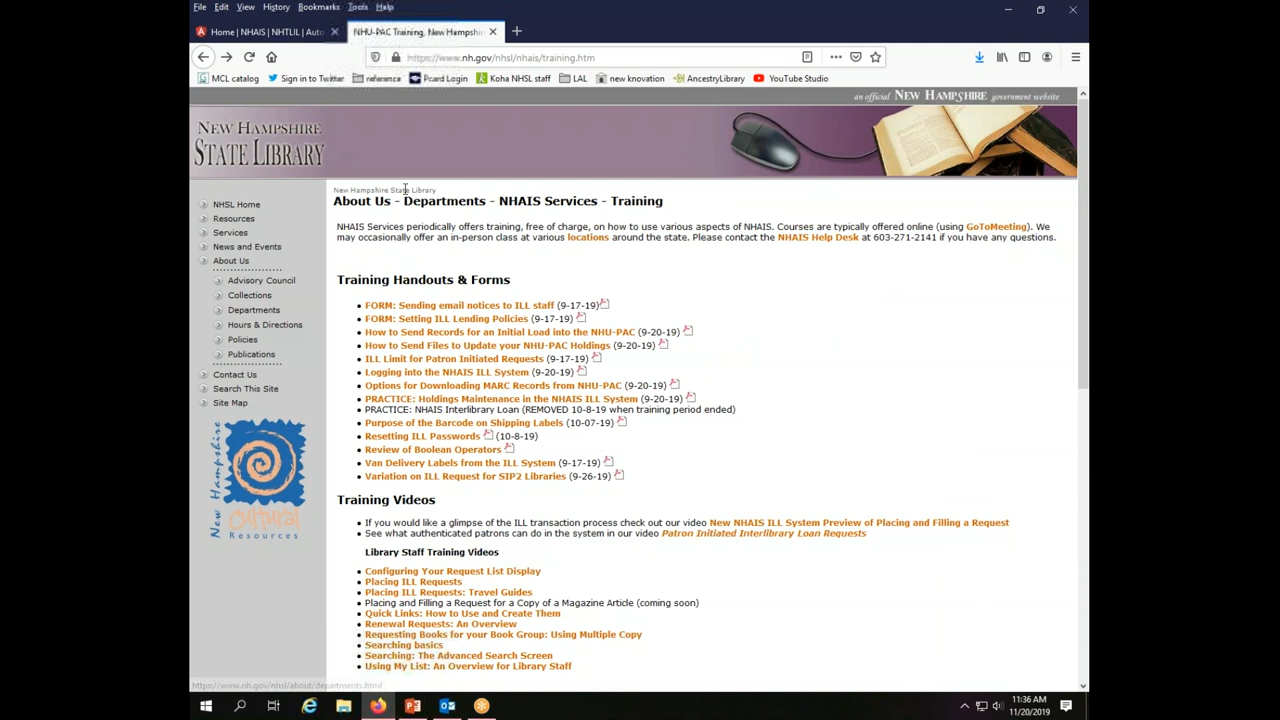 File Edit View History Bookmarks Tools Help
Home | NHAIS | NHTLIL | Auto
NHU-PAC Training, New Hampshir
https://www.nh.gov/nhsl/nhais/training.htm
MCL catalog Sign in to Twitter reference Pcard Login Koha NHSL staff LAL new knovation AncestryLibrary YouTube Studio
an official NEW HAMPSHIRE government website
NEW HAMPSHIRE
STATE LIBRARY
NHSL Home
Resources
Services
News and Events
About Us
Advisory Council
Collections
Departments
Hours & Directions
Policies
Publications
Contact Us
Search This Site
Site Map
New Hampshire
Cultural
Resources
New Hampshire State Library
About Us - Departments - NHAIS Services - Training
NHAIS Services periodically offers training, free of charge, on how to use various aspects of NHAIS. Courses are typically offered online (using GoToMeeting). We
may occasionally offer an in-person class at various locations around the state. Please contact the NHAIS Help Desk at 603-271-2141 if you have any questions.
Training Handouts & Forms
• FORM: Sending email notices to ILL staff (9-17-19)
• FORM: Setting ILL Lending Policies (9-17-19)
• How to Send Records for an Initial Load into the NHU-PAC (9-20-19)
• How to Send Files to Update your NHU-PAC Holdings (9-20-19)
• ILL Limit for Patron Initiated Requests (9-17-19)
• Logging into the NHAIS ILL System (9-20-19)
• Options for Downloading MARC Records from NHU-PAC (9-20-19)
• PRACTICE: Holdings Maintenance in the NHAIS ILL System (9-20-19)
• PRACTICE: NHAIS Interlibrary Loan (REMOVED 10-8-19 when training period ended)
• Purpose of the Barcode on Shipping Labels (10-07-19)
• Resetting ILL Passwords (10-8-19)
• Review of Boolean Operators
• Van Delivery Labels from the ILL System (9-17-19)
• Variation on ILL Request for SIP2 Libraries (9-26-19)
Training Videos
• If you would like a glimpse of the ILL transaction process check out our video New NHAIS ILL System Preview of Placing and Filling a Request
• See what authenticated patrons can do in the system in our video Patron Initiated Interlibrary Loan Requests
Library Staff Training Videos
• Configuring Your Request List Display
• Placing ILL Requests
• Placing ILL Requests: Travel Guides
• Placing and Filling a Request for a Copy of a Magazine Article (coming soon)
• Quick Links: How to Use and Create Them
• Renewal Requests: An Overview
• Requesting Books for your Book Group: Using Multiple Copy
• Searching basics
• Searching: The Advanced Search Screen
• Using My List: An Overview for Library Staff
https://www.nh.gov/nhsl/about/departments.html
11:36 AM
11/20/2019